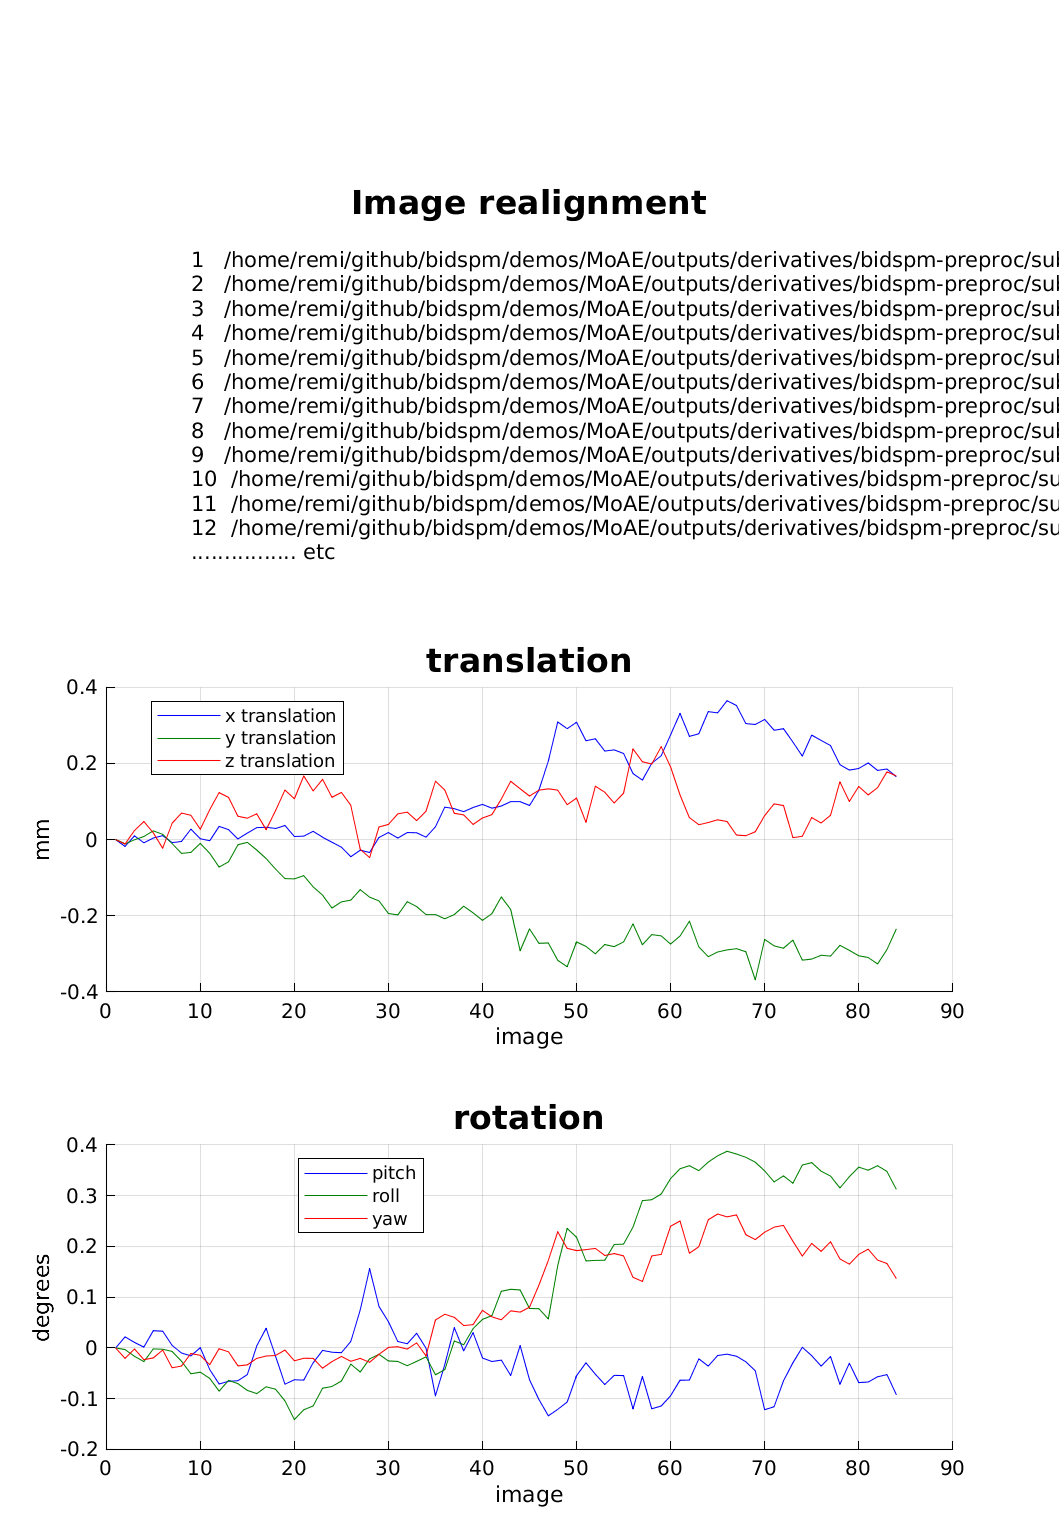 Image realignment
1 /home/remi/github/bidspm/demos/MoAE/outputs/derivatives/bidspm-preproc/sub
2 /home/remi/github/bidspm/demos/MoAE/outputs/derivatives/bidspm-preproc/sub
3 /home/remi/github/bidspm/demos/MoAE/outputs/derivatives/bidspm-preproc/sub
4 /home/remi/github/bidspm/demos/MoAE/outputs/derivatives/bidspm-preproc/sub
5 /home/remi/github/bidspm/demos/MoAE/outputs/derivatives/bidspm-preproc/sub
6 /home/remi/github/bidspm/demos/MoAE/outputs/derivatives/bidspm-preproc/sub
7 /home/remi/github/bidspm/demos/MoAE/outputs/derivatives/bidspm-preproc/sub
8 /home/remi/github/bidspm/demos/MoAE/outputs/derivatives/bidspm-preproc/sub
9 /home/remi/github/bidspm/demos/MoAE/outputs/derivatives/bidspm-preproc/sub
10 /home/remi/github/bidspm/demos/MoAE/outputs/derivatives/bidspm-preproc/su
11 /home/remi/github/bidspm/demos/MoAE/outputs/derivatives/bidspm-preproc/su
12 /home/remi/github/bidspm/demos/MoAE/outputs/derivatives/bidspm-preproc/su
................ etc
translation
0.4
0.2
0
-0.2
-0.4
mm
x translation
y translation
z translation
0 10 20 30 40 50 60 70 80 90
image
rotation
0.4
0.3
0.2
0.1
0
-0.1
-0.2
degrees
pitch
roll
yaw
0 10 20 30 40 50 60 70 80 90
image